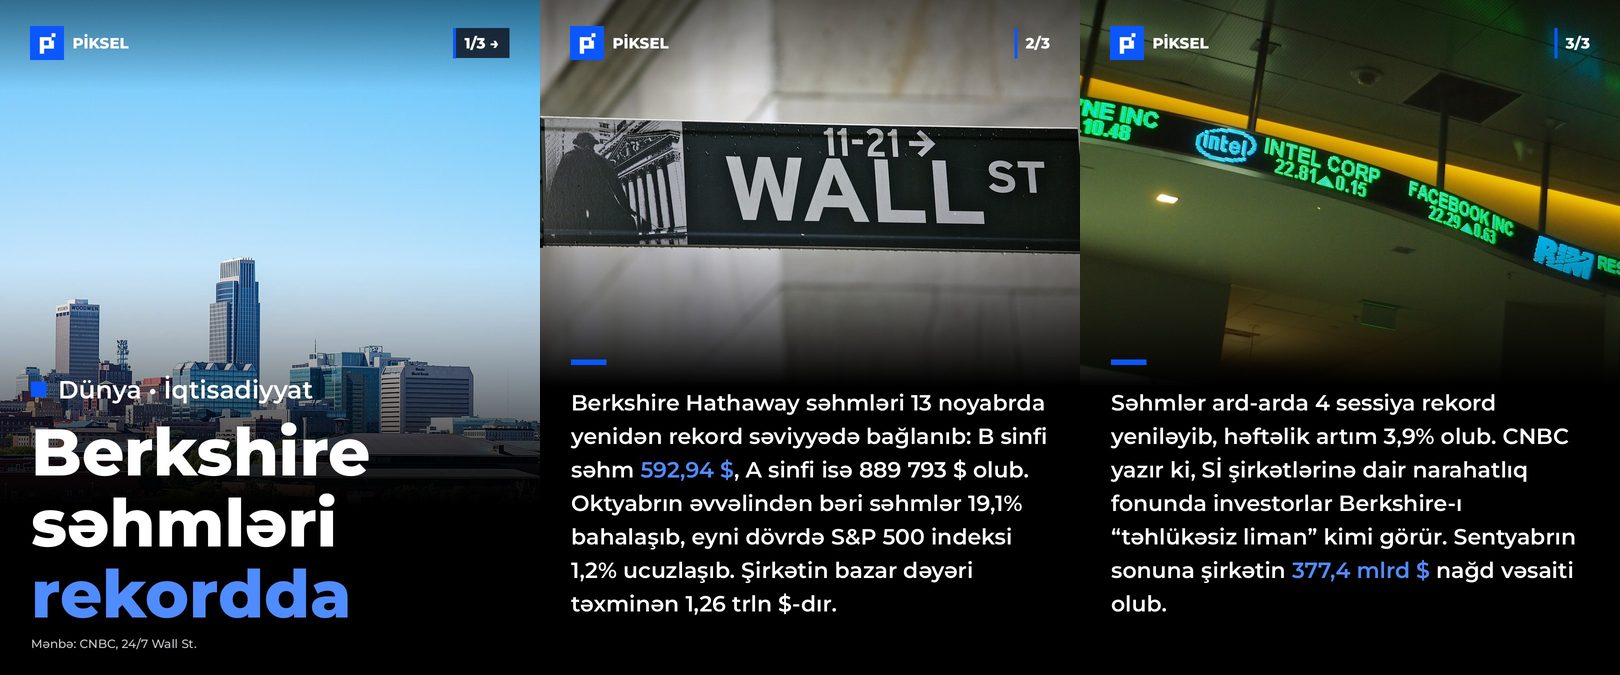 PİKSEL
1/3 →
WOODMEN
Dünya • İqtisadiyyat
Berkshire
səhmləri
rekordda
Mənbə: CNBC, 24/7 Wall St.
PİKSEL
2/3
11-21 →
WALL ST
Berkshire Hathaway səhmləri 13 noyabrda
yenidən rekord səviyyədə bağlanıb: B sinfi
səhm 592,94 $, A sinfi isə 889 793 $ olub.
Oktyabrın əvvəlindən bəri səhmlər 19,1%
bahalaşıb, eyni dövrdə S&P 500 indeksi
1,2% ucuzlaşıb. Şirkətin bazar dəyəri
təxminən 1,26 trln $-dır.
PİKSEL
3/3
YNE INC
10.48
intel
INTEL CORP
22.81▲0.15
FACEBOOK INC
22.29▲0.63
RIM
RES
Səhmlər ard-arda 4 sessiya rekord
yeniləyib, həftəlik artım 3,9% olub. CNBC
yazır ki, Sİ şirkətlərinə dair narahatlıq
fonunda investorlar Berkshire-ı
“təhlükəsiz liman” kimi görür. Sentyabrın
sonuna şirkətin 377,4 mlrd $ nağd vəsaiti
olub.